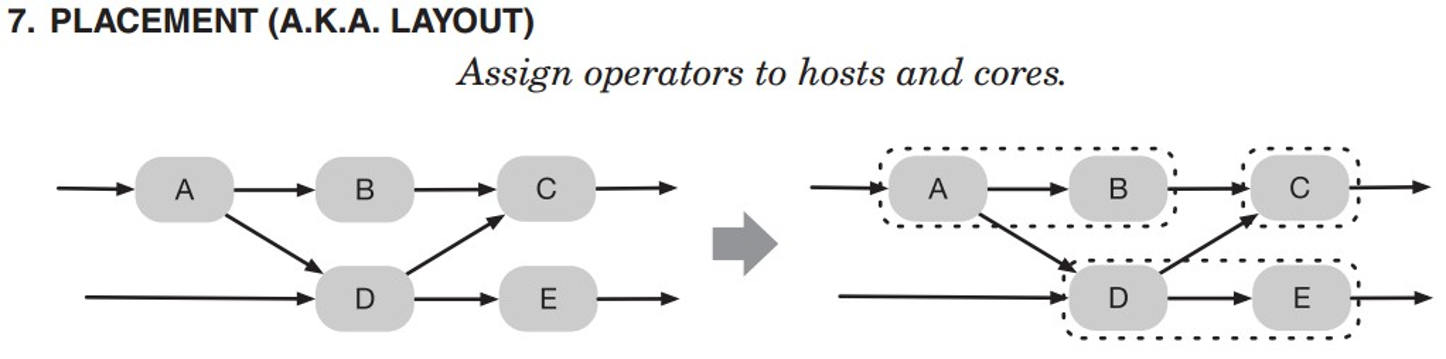 7. PLACEMENT (A.K.A. LAYOUT)
Assign operators to hosts and cores.
A B C A B C
D E D E